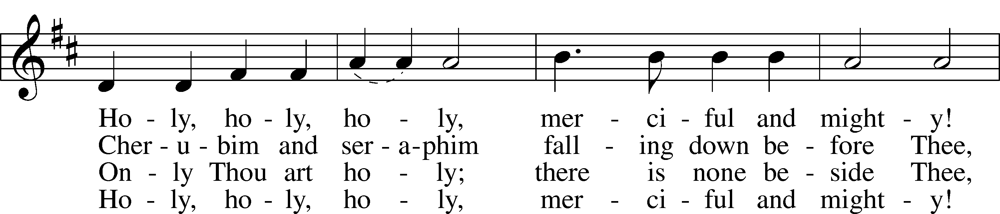 Ho - ly, ho - ly, ho - ly, mer - ci - ful and might - y!
Cher - u - bim and ser - a - phim fall - ing down be - fore Thee,
On - ly Thou art ho - ly; there is none be - side Thee,
Ho - ly, ho - ly, ho - ly, mer - ci - ful and might - y!